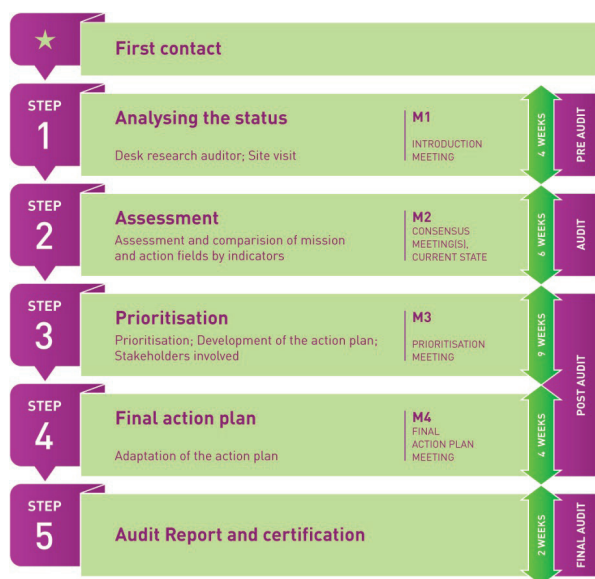 First contact
STEP
1
Analysing the status
Desk research auditor; Site visit
M1
INTRODUCTION
MEETING
4 WEEKS
PRE AUDIT
STEP
2
Assessment
Assessment and comparision of mission
and action fields by indicators
M2
CONSENSUS
MEETING(S),
CURRENT STATE
6 WEEKS
AUDIT
STEP
3
Prioritisation
Prioritisation; Development of the action plan;
Stakeholders involved
M3
PRIORITISATION
MEETING
9 WEEKS
POST AUDIT
STEP
4
Final action plan
Adaptation of the action plan
M4
FINAL
ACTION PLAN
MEETING
4 WEEKS
STEP
5
Audit Report and certification
2 WEEKS
FINAL AUDIT